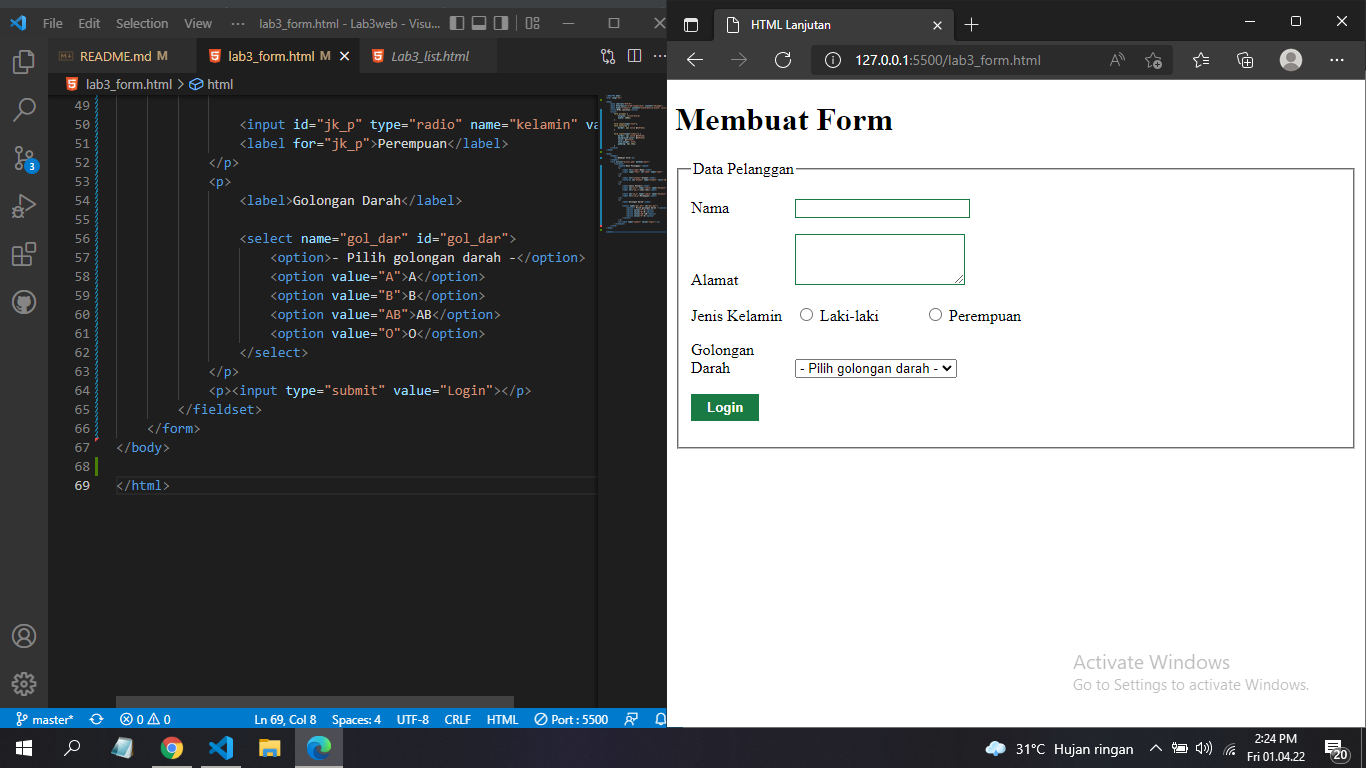 File Edit Selection View ··· lab3_form.html - Lab3web - Visu...
README.md M lab3_form.html M Lab3_list.html
lab3_form.html > html
49
50 <input id="jk_p" type="radio" name="kelamin" va
51 <label for="jk_p">Perempuan</label>
52 </p>
53 <p>
54 <label>Golongan Darah</label>
55
56 <select name="gol_dar" id="gol_dar">
57 <option>- Pilih golongan darah -</option>
58 <option value="A">A</option>
59 <option value="B">B</option>
60 <option value="AB">AB</option>
61 <option value="O">O</option>
62 </select>
63 </p>
64 <p><input type="submit" value="Login"></p>
65 </fieldset>
66 </form>
67 </body>
68
69 </html>
3
master* 0 0 Ln 69, Col 8 Spaces: 4 UTF-8 CRLF HTML Port : 5500
HTML Lanjutan
127.0.0.1:5500/lab3_form.html
Membuat Form
Data Pelanggan
Nama
Alamat
Jenis Kelamin Laki-laki Perempuan
Golongan
Darah - Pilih golongan darah -
Login
Activate Windows
Go to Settings to activate Windows.
31°C Hujan ringan
2:24 PM
Fri 01.04.22
20